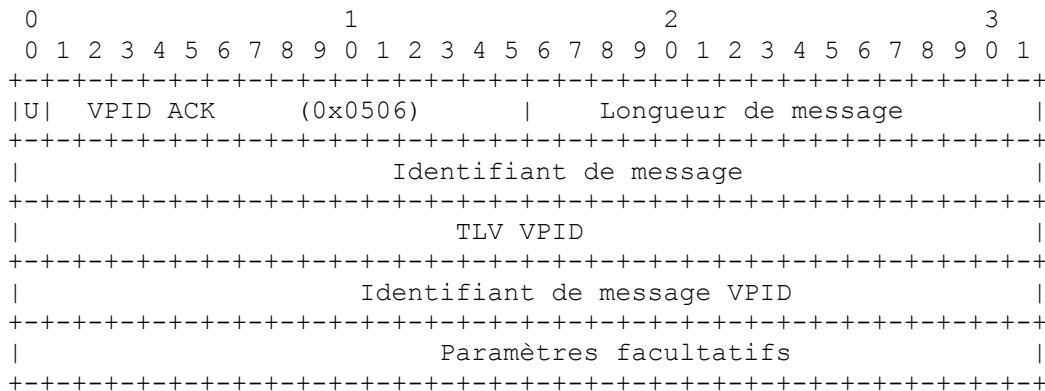 0                   1                   2                   3
 0 1 2 3 4 5 6 7 8 9 0 1 2 3 4 5 6 7 8 9 0 1 2 3 4 5 6 7 8 9 0 1
+-+-+-+-+-+-+-+-+-+-+-+-+-+-+-+-+-+-+-+-+-+-+-+-+-+-+-+-+-+-+-+-+
|U|  VPID ACK     (0x0506)      |    Longueur de message        |
+-+-+-+-+-+-+-+-+-+-+-+-+-+-+-+-+-+-+-+-+-+-+-+-+-+-+-+-+-+-+-+-+
|                       Identifiant de message                  |
+-+-+-+-+-+-+-+-+-+-+-+-+-+-+-+-+-+-+-+-+-+-+-+-+-+-+-+-+-+-+-+-+
|                           TLV VPID                            |
+-+-+-+-+-+-+-+-+-+-+-+-+-+-+-+-+-+-+-+-+-+-+-+-+-+-+-+-+-+-+-+-+
|                     Identifiant de message VPID               |
+-+-+-+-+-+-+-+-+-+-+-+-+-+-+-+-+-+-+-+-+-+-+-+-+-+-+-+-+-+-+-+-+
|                          Paramètres facultatifs               |
+-+-+-+-+-+-+-+-+-+-+-+-+-+-+-+-+-+-+-+-+-+-+-+-+-+-+-+-+-+-+-+-+